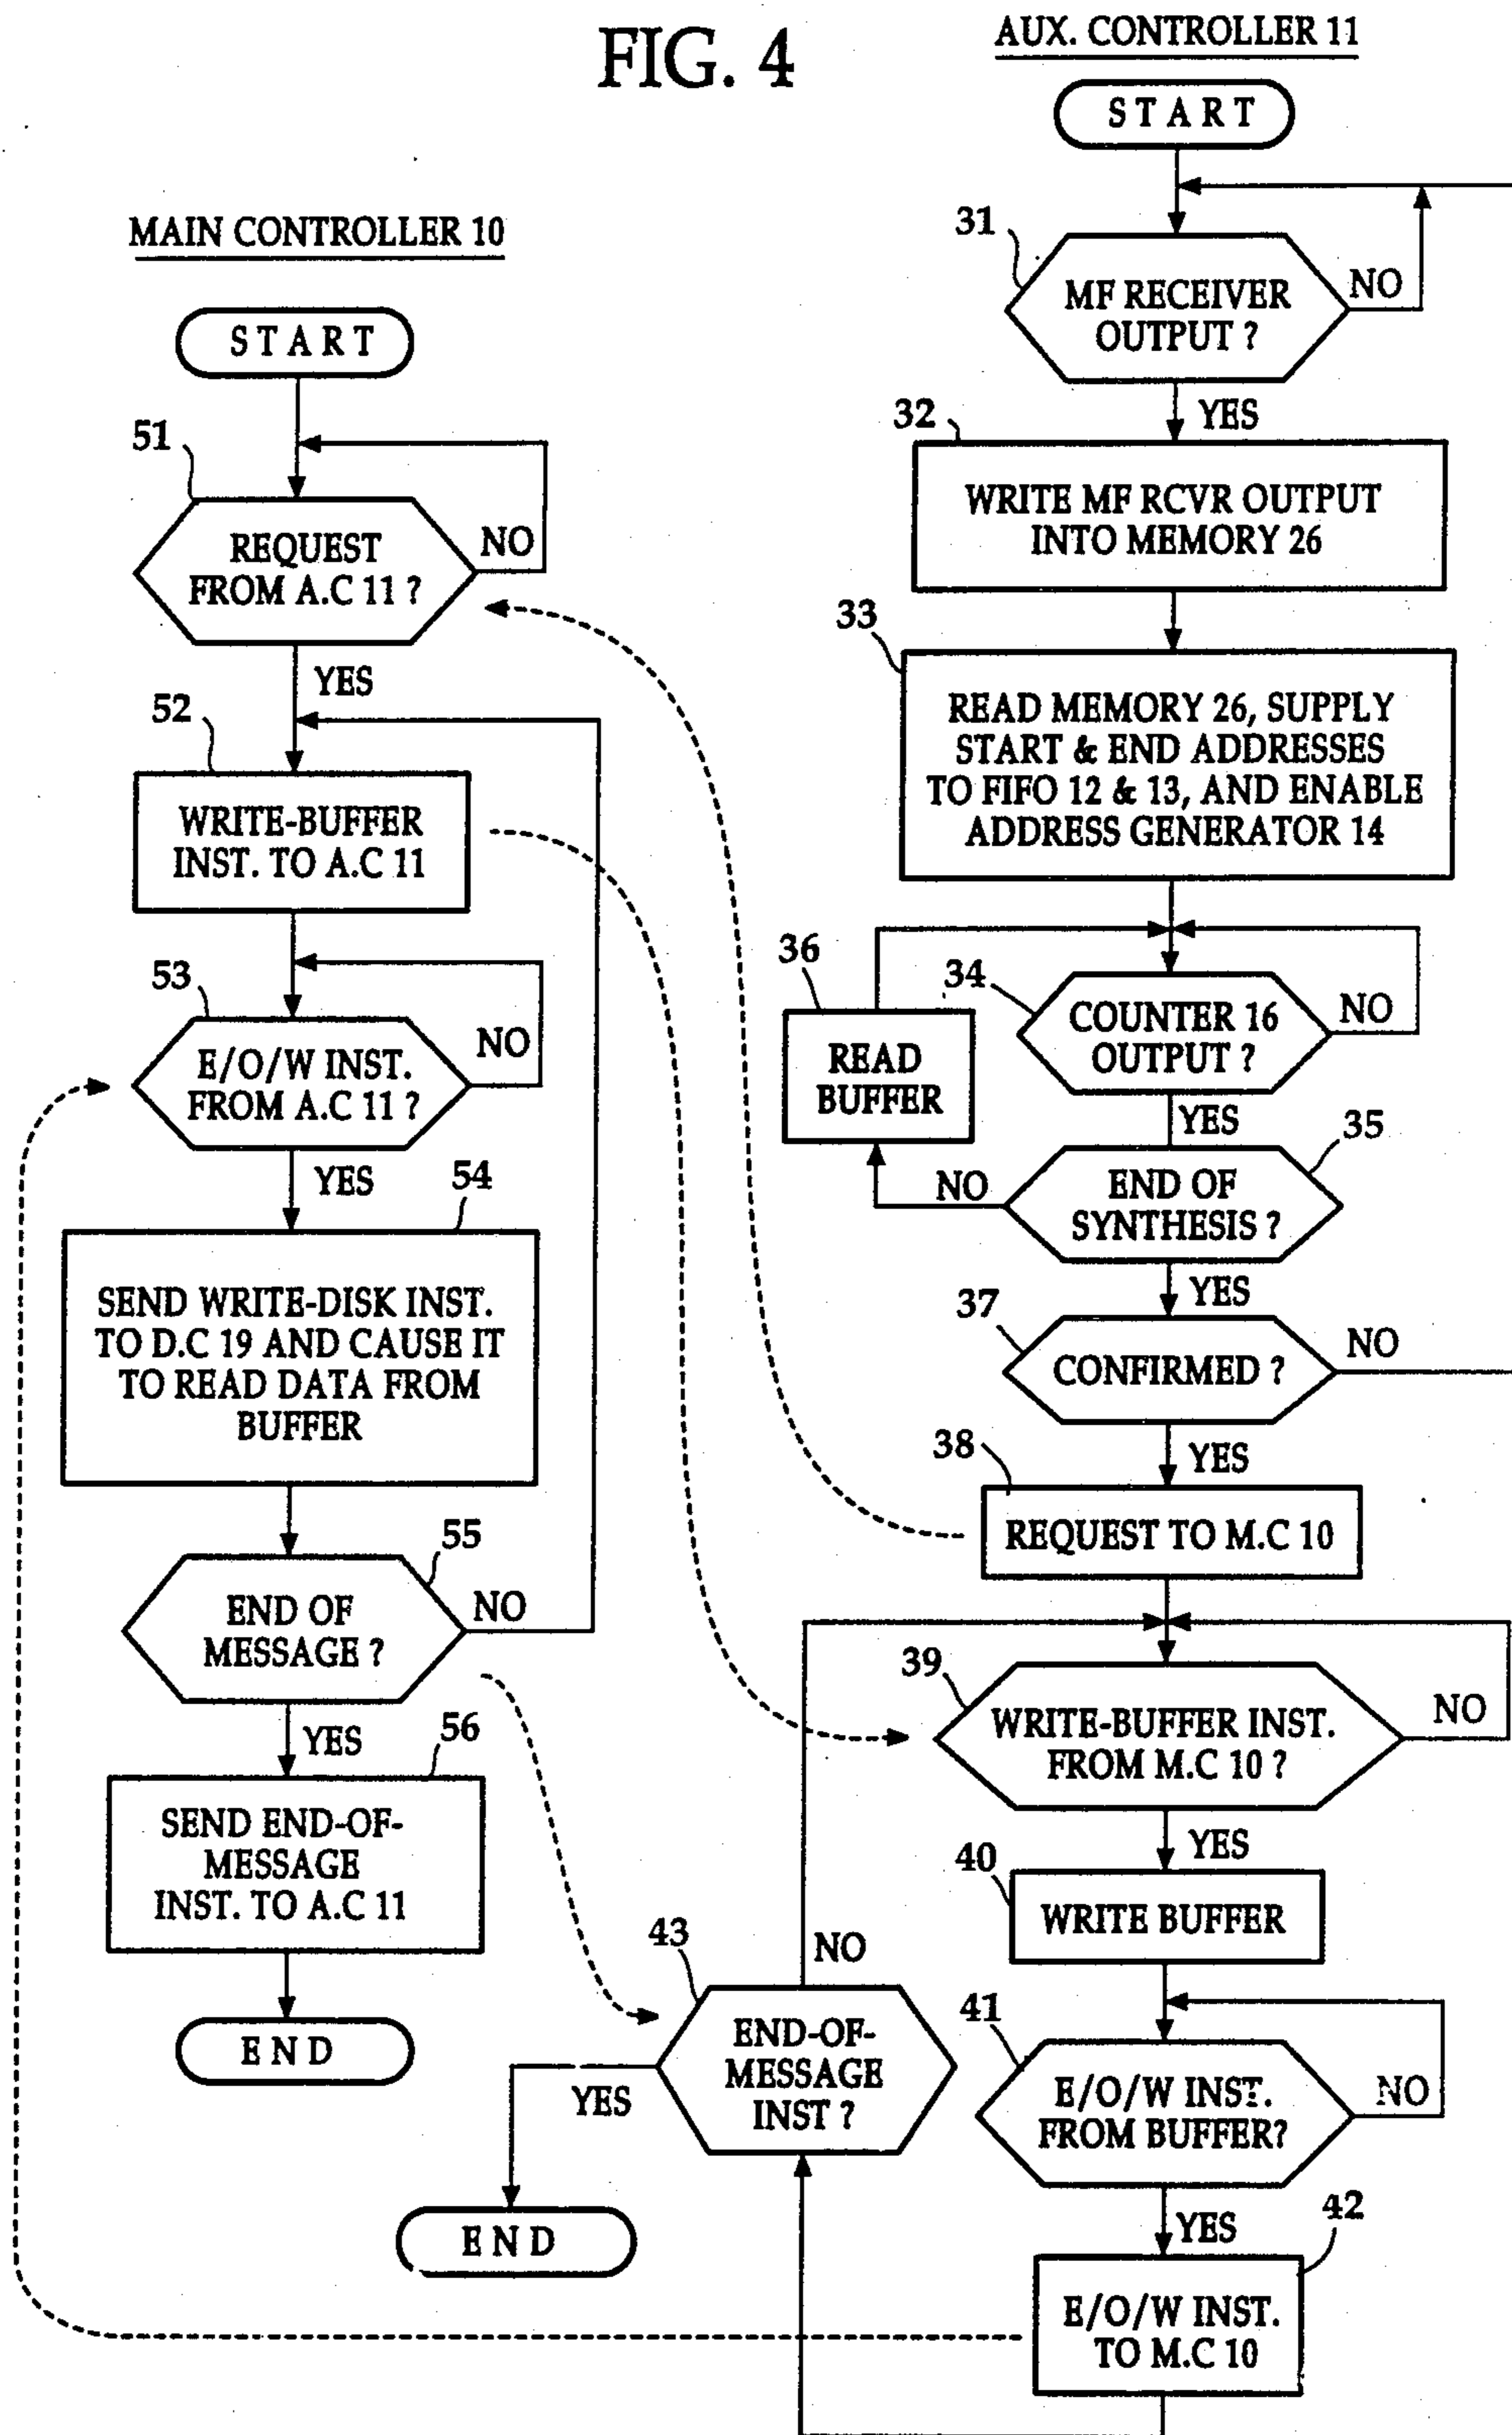 FIG. 4
MAIN CONTROLLER 10
START
51
REQUEST
FROM A.C 11 ?
NO
YES
52
WRITE-BUFFER
INST. TO A.C 11
53
E/O/W INST.
FROM A.C 11 ?
NO
YES
54
SEND WRITE-DISK INST.
TO D.C 19 AND CAUSE IT
TO READ DATA FROM
BUFFER
55
END OF
MESSAGE ?
NO
YES
56
SEND END-OF-
MESSAGE
INST. TO A.C 11
END
AUX. CONTROLLER 11
START
31
MF RECEIVER
OUTPUT ?
NO
YES
32
WRITE MF RCVR OUTPUT
INTO MEMORY 26
33
READ MEMORY 26, SUPPLY
START & END ADDRESSES
TO FIFO 12 & 13, AND ENABLE
ADDRESS GENERATOR 14
34
COUNTER 16
OUTPUT ?
NO
YES
36
READ
BUFFER
35
END OF
SYNTHESIS ?
NO
YES
37
CONFIRMED ?
NO
YES
38
REQUEST TO M.C 10
39
WRITE-BUFFER INST.
FROM M.C 10 ?
NO
YES
40
WRITE BUFFER
41
E/O/W INST.
FROM BUFFER?
NO
YES
42
E/O/W INST.
TO M.C 10
43
END-OF-
MESSAGE
INST ?
NO
YES
END